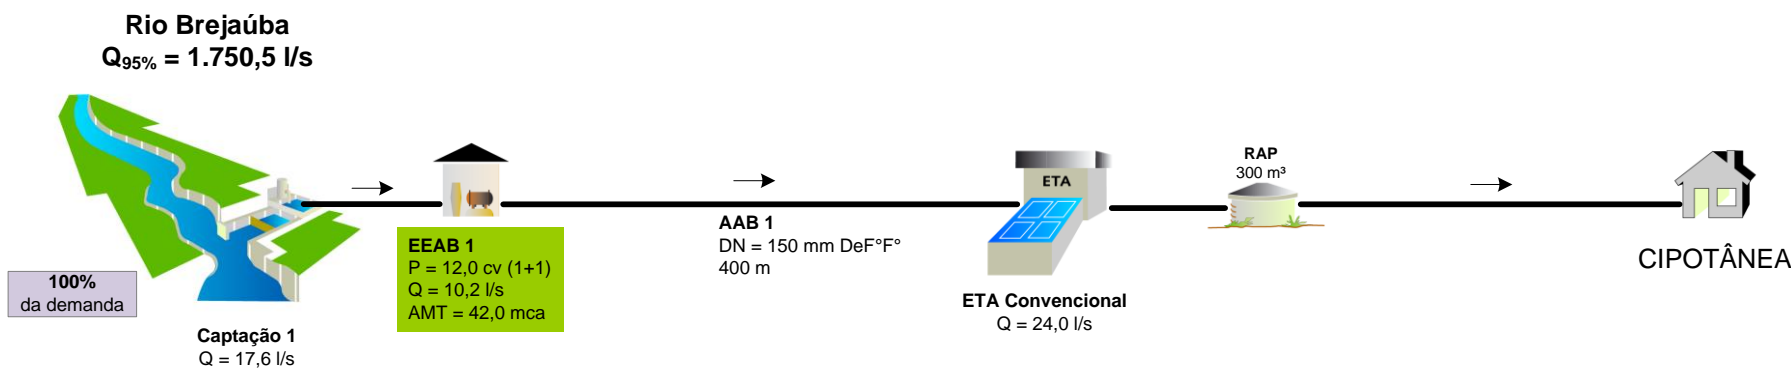 Rio Brejaúba
Q95% = 1.750,5 l/s
100%
da demanda
Captação 1
Q = 17,6 l/s
EEAB 1
P = 12,0 cv (1+1)
Q = 10,2 l/s
AMT = 42,0 mca
AAB 1
DN = 150 mm DeF°F°
400 m
ETA
ETA Convencional
Q = 24,0 l/s
RAP
300 m³
CIPOTÂNEA